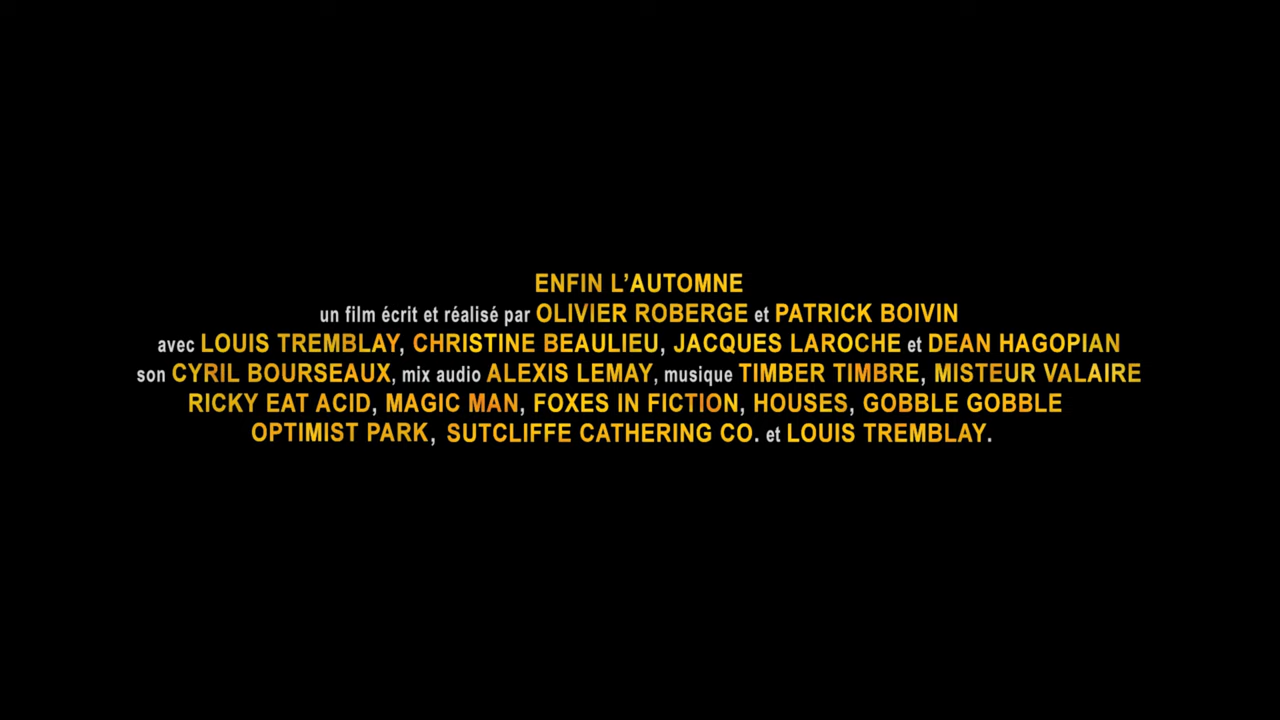 ENFIN L'AUTOMNE
un film écrit et réalisé par OLIVIER ROBERGE et PATRICK BOIVIN
avec LOUIS TREMBLAY, CHRISTINE BEAULIEU, JACQUES LAROCHE et DEAN HAGOPIAN
son CYRIL BOURSEAUX, mix audio ALEXIS LEMAY, musique TIMBER TIMBRE, MISTEUR VALAIRE
RICKY EAT ACID, MAGIC MAN, FOXES IN FICTION, HOUSES, GOBBLE GOBBLE
OPTIMIST PARK, SUTCLIFFE CATHERING CO. et LOUIS TREMBLAY.